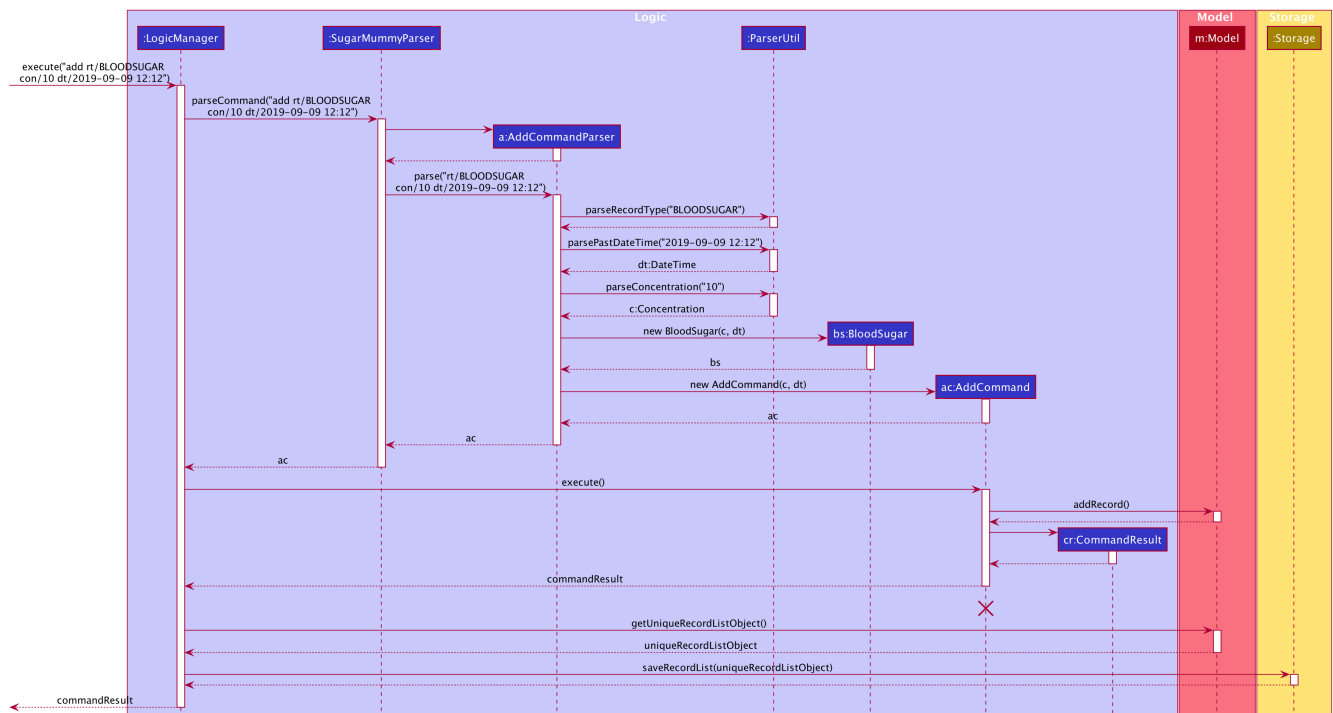 Logic
Model
Storage
:LogicManager
:SugarMummyParser
:ParserUtil
m:Model
:Storage
execute("add rt/BLOODSUGAR
con/10 dt/2019-09-09 12:12")
parseCommand("add rt/BLOODSUGAR
con/10 dt/2019-09-09 12:12")
a:AddCommandParser
parse("rt/BLOODSUGAR
con/10 dt/2019-09-09 12:12")
parseRecordType("BLOODSUGAR")
parsePastDateTime("2019-09-09 12:12")
dt:DateTime
parseConcentration("10")
c:Concentration
new BloodSugar(c, dt)
bs:BloodSugar
bs
new AddCommand(c, dt)
ac:AddCommand
ac
ac
ac
execute()
addRecord()
cr:CommandResult
commandResult
getUniqueRecordListObject()
uniqueRecordListObject
saveRecordList(uniqueRecordListObject)
commandResult